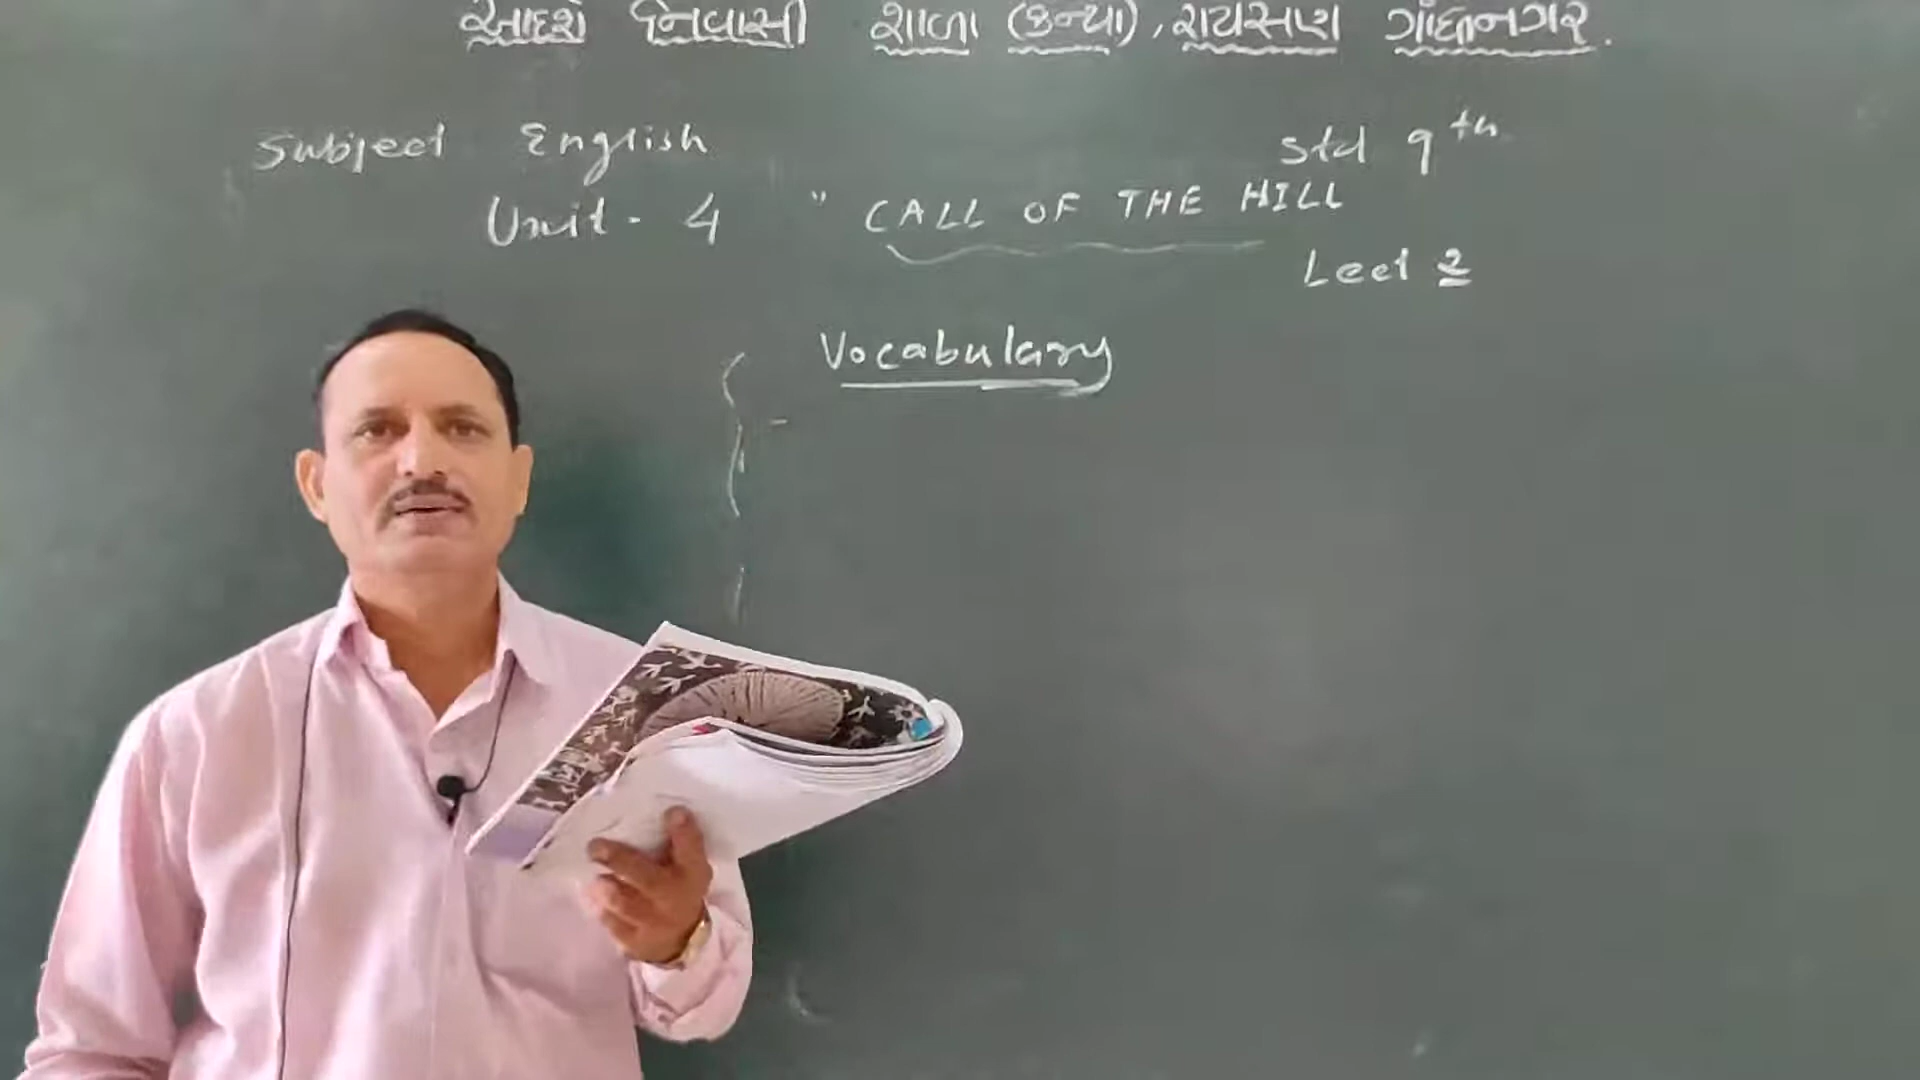 આદર્શ નિવાસી શાળા (કન્યા), રાયસણ ગાંધીનગર.
Subject English Std 9th
Unit - 4 " CALL OF THE HILL
Lect 2
Vocabulary